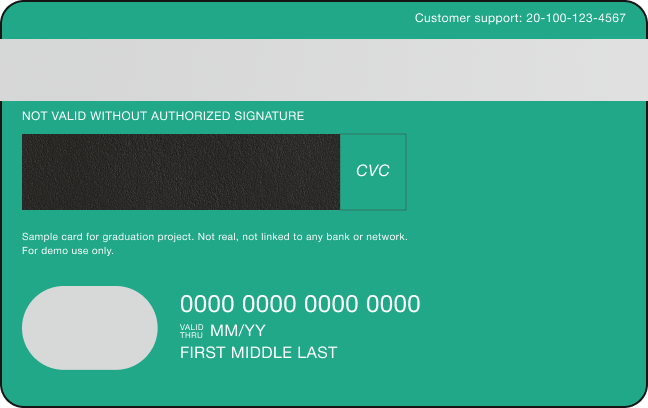 Customer support: 20-100-123-4567
NOT VALID WITHOUT AUTHORIZED SIGNATURE
CVC
Sample card for graduation project. Not real, not linked to any bank or network.
For demo use only.
0000 0000 0000 0000
VALID
THRU MM/YY
FIRST MIDDLE LAST